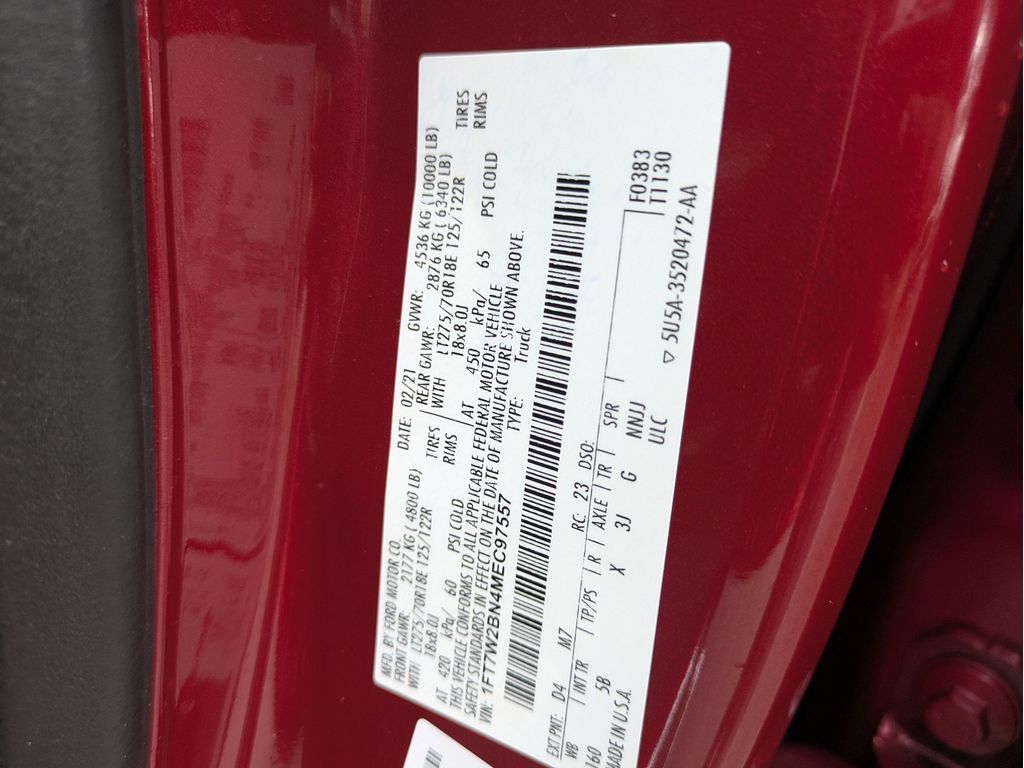 MFD. BY FORD MOTOR CO.
DATE: 02/21 GVWR: 4536 KG (10000 LB)
FRONT GAWR: 2177 KG ( 4800 LB) REAR GAWR: 2876 KG ( 6340 LB)
WITH LT275/70R18E 125/122R TIRES WITH LT275/70R18E 125/122R TIRES
18x8.0J RIMS 18x8.0J RIMS
AT 420 kPa/ 60 PSI COLD AT 450 kPa/ 65 PSI COLD
THIS VEHICLE CONFORMS TO ALL APPLICABLE FEDERAL MOTOR VEHICLE
SAFETY STANDARDS IN EFFECT ON THE DATE OF MANUFACTURE SHOWN ABOVE.
VIN: 1FT7W2BN4MEC97557 TYPE: Truck
EXT PNT: D4 M7 RC: 23 DSO: F0383
WB INT TR TP/PS R AXLE TR SPR T1130
160 5B X 3J G NNJJ
MADE IN U.S.A. ULC
▽ 5U5A-3520472-AA